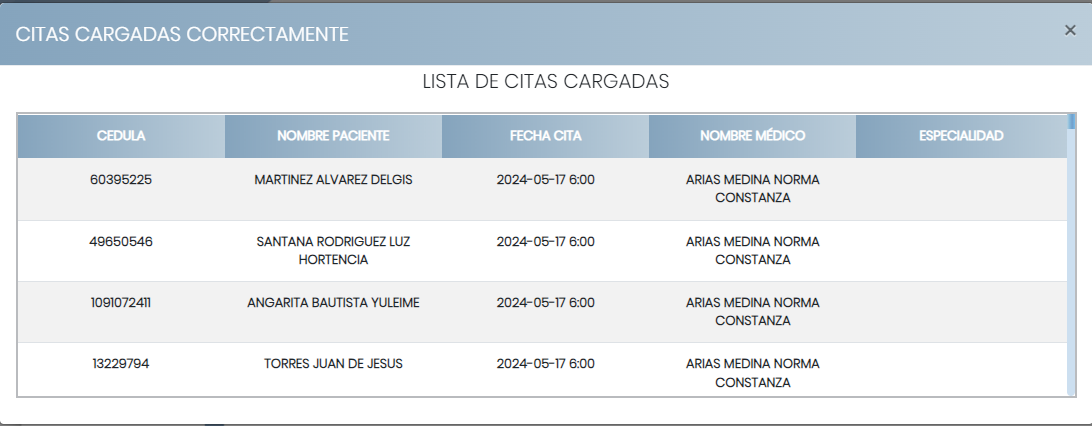 CITAS CARGADAS CORRECTAMENTE ×
LISTA DE CITAS CARGADAS
CEDULA NOMBRE PACIENTE FECHA CITA NOMBRE MÉDICO ESPECIALIDAD
60395225 MARTINEZ ALVAREZ DELGIS 2024-05-17 6:00 ARIAS MEDINA NORMA
CONSTANZA
49650546 SANTANA RODRIGUEZ LUZ 2024-05-17 6:00 ARIAS MEDINA NORMA
HORTENCIA CONSTANZA
1091072411 ANGARITA BAUTISTA YULEIME 2024-05-17 6:00 ARIAS MEDINA NORMA
CONSTANZA
13229794 TORRES JUAN DE JESUS 2024-05-17 6:00 ARIAS MEDINA NORMA
CONSTANZA